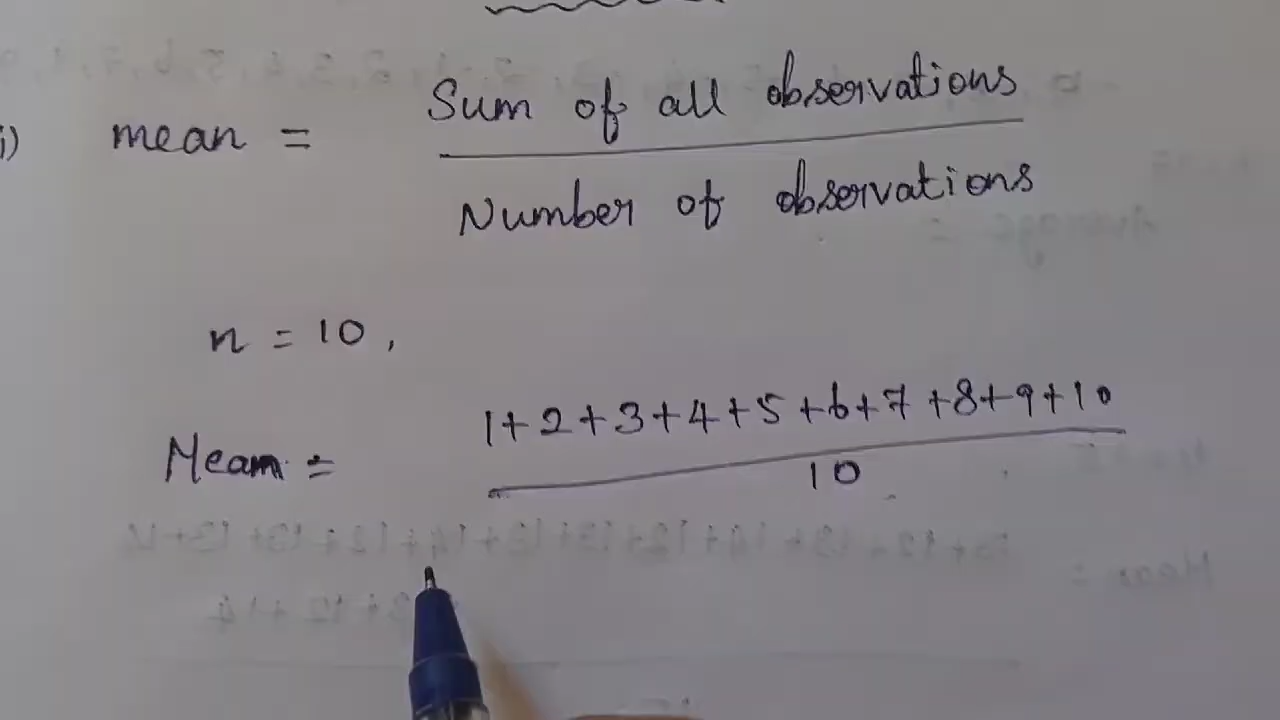 i) mean = Sum of all observations
Number of observations
n = 10,
Mean = 1+2+3+4+5+6+7+8+9+10
10